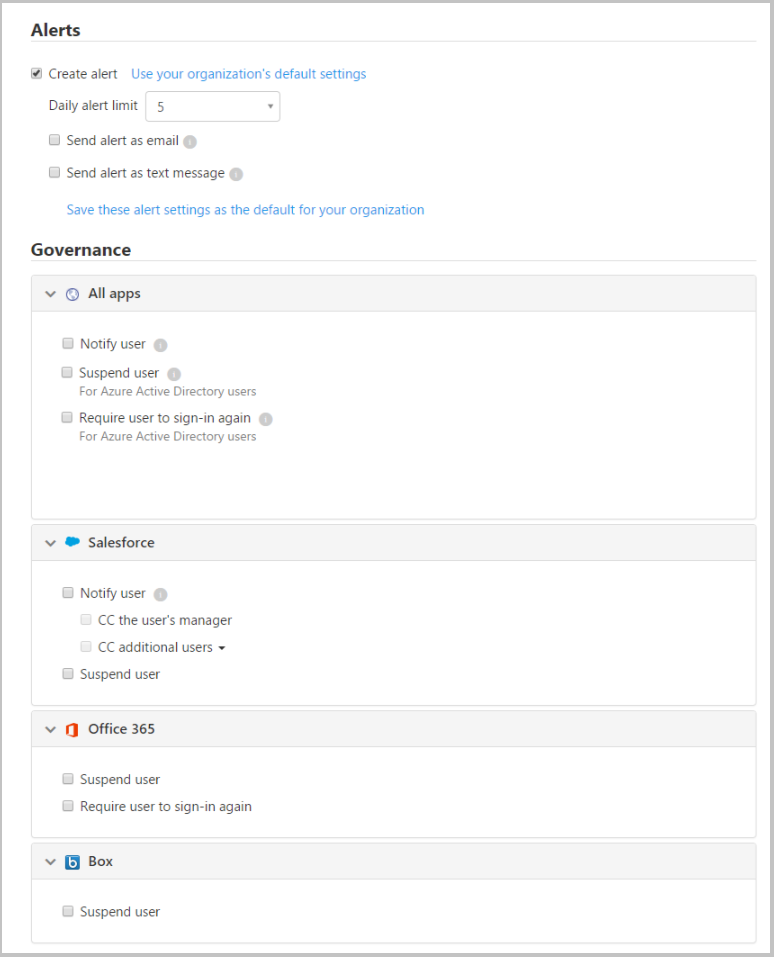 Alerts
Create alert Use your organization's default settings
Daily alert limit 5
Send alert as email
Send alert as text message
Save these alert settings as the default for your organization
Governance
All apps
Notify user
Suspend user
For Azure Active Directory users
Require user to sign-in again
For Azure Active Directory users
Salesforce
Notify user
CC the user's manager
CC additional users
Suspend user
Office 365
Suspend user
Require user to sign-in again
Box
Suspend user